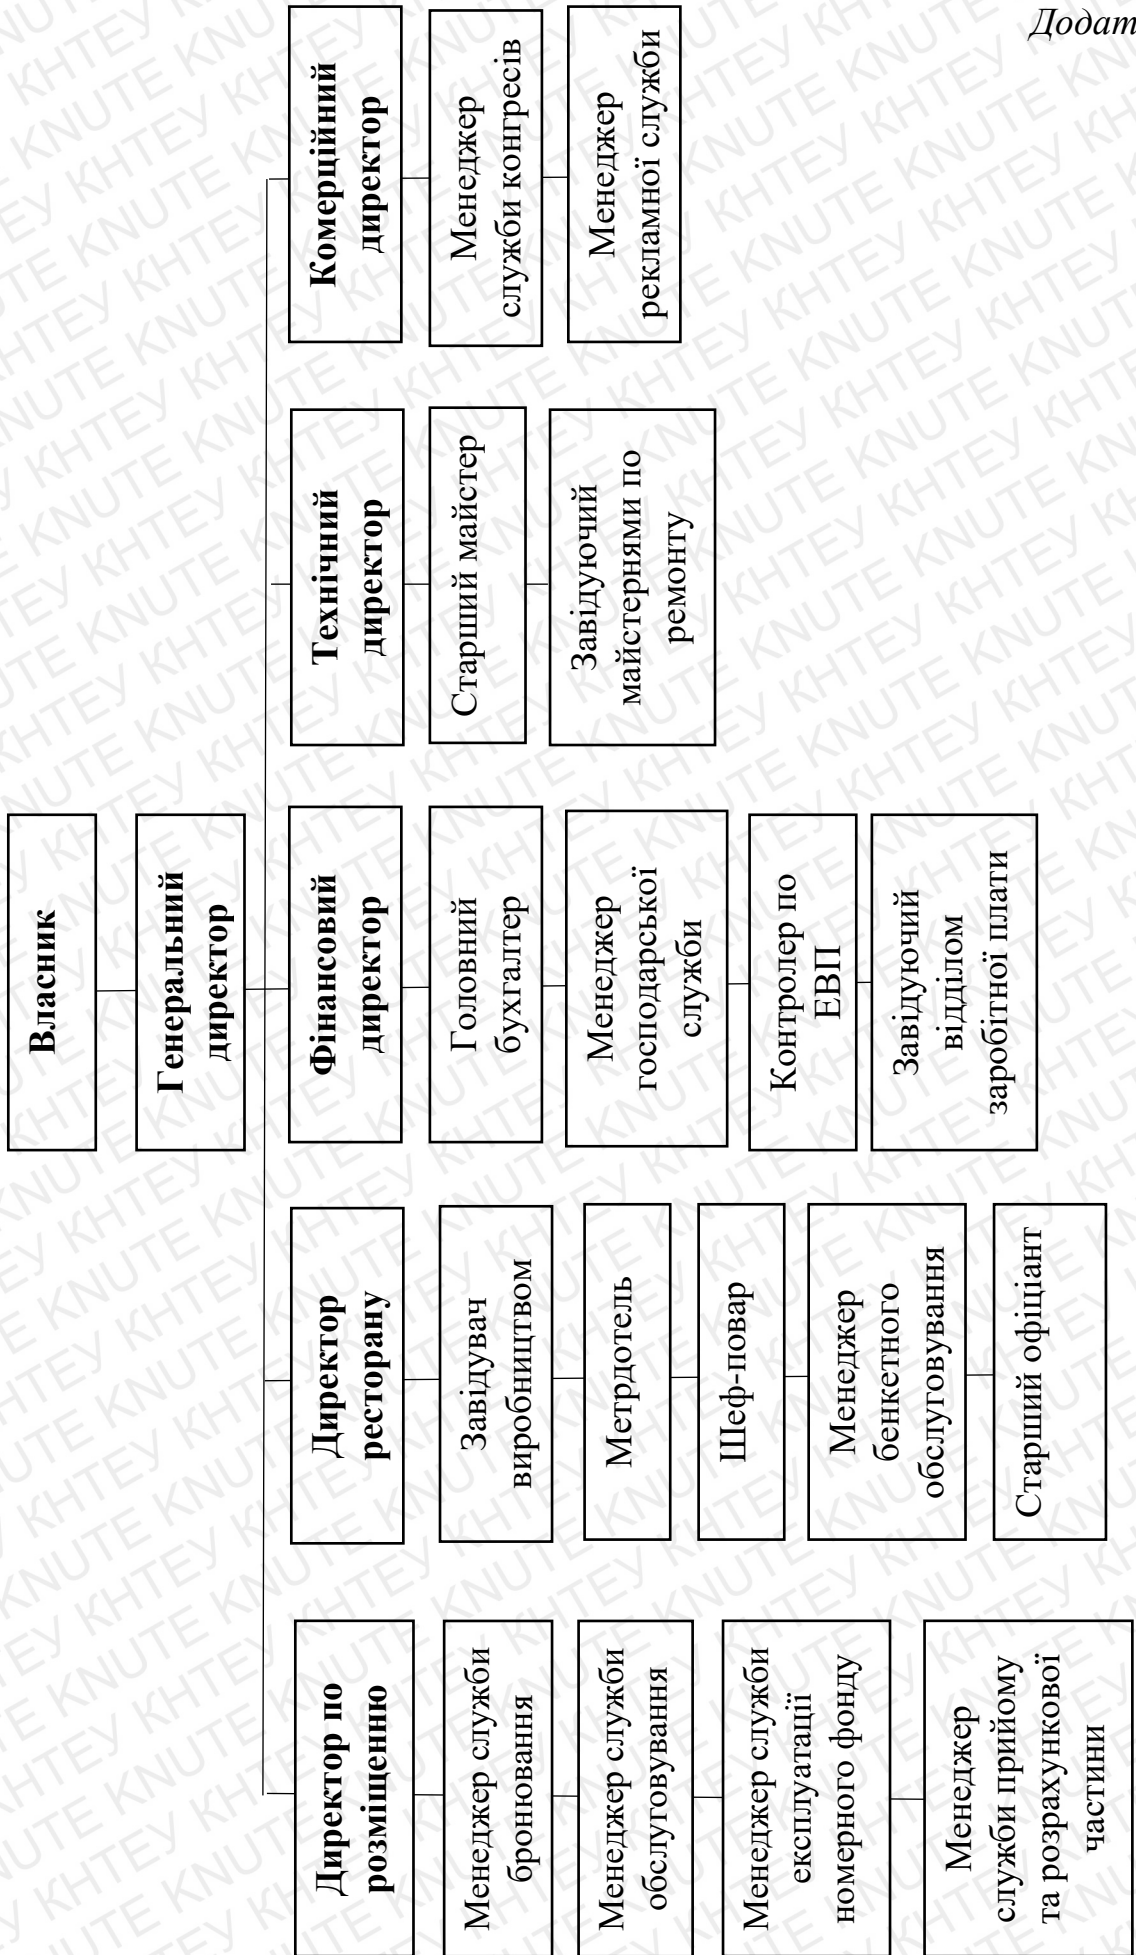 Додат
Власник
Генеральний
директор
Директор по
розміщенню
Менеджер служби
бронювання
Менеджер служби
обслуговування
Менеджер служби
експлуатації
номерного фонду
Менеджер
служби прийому
та розрахункової
частини
Директор
ресторану
Завідувач
виробництвом
Метрдотель
Шеф-повар
Менеджер
бенкетного
обслуговування
Старший офіціант
Фінансовий
директор
Головний
бухгалтер
Менеджер
господарської
служби
Контролер по
ЕВП
Завідуючий
відділом
заробітної плати
Технічний
директор
Старший майстер
Завідуючий
майстернями по
ремонту
Комерційний
директор
Менеджер
служби конгресів
Менеджер
рекламної служби